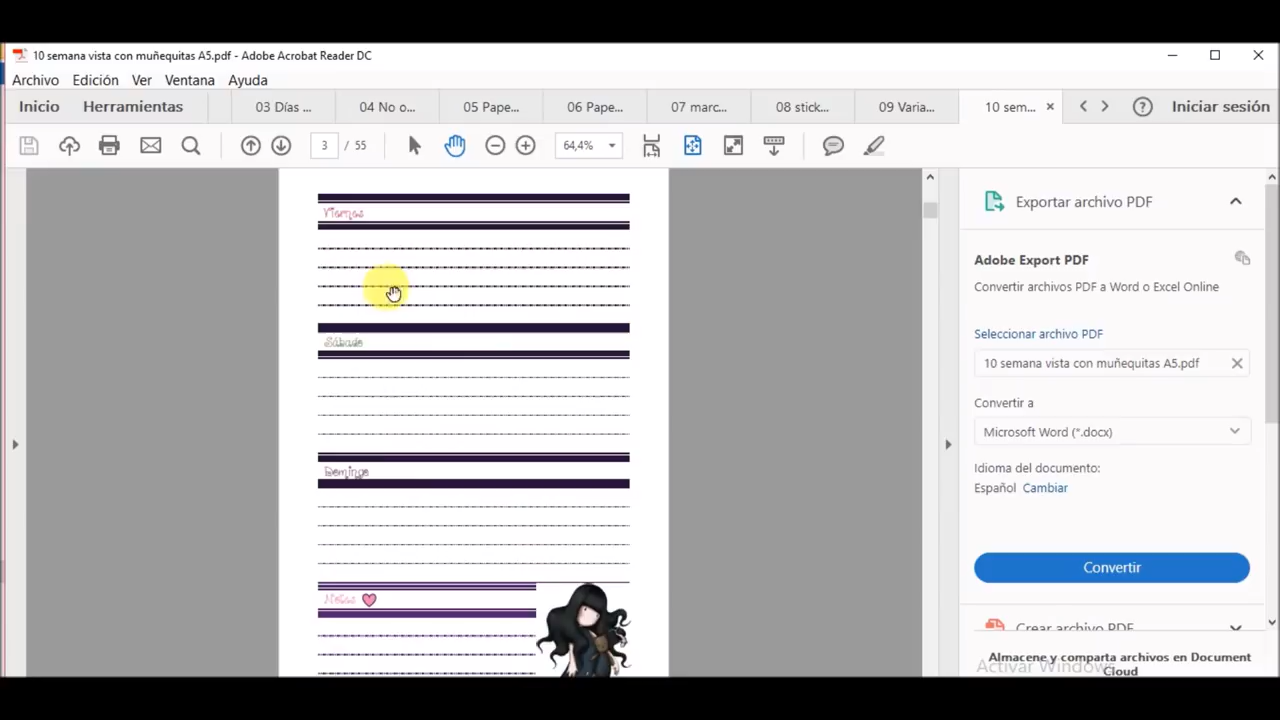 10 semana vista con muñequitas A5.pdf - Adobe Acrobat Reader DC
Archivo Edición Ver Ventana Ayuda
Inicio Herramientas 03 Días ... 04 No o... 05 Pape... 06 Pape... 07 marc... 08 stick... 09 Varia... 10 sem... Iniciar sesión
3 / 55 64,4%
Viernes
Sábado
Domingo
Notas
Exportar archivo PDF
Adobe Export PDF
Convertir archivos PDF a Word o Excel Online
Seleccionar archivo PDF
10 semana vista con muñequitas A5.pdf
Convertir a
Microsoft Word (*.docx)
Idioma del documento:
Español Cambiar
Convertir
Crear archivo PDF
Almacene y comparta archivos en Document
Cloud
Activar Windows